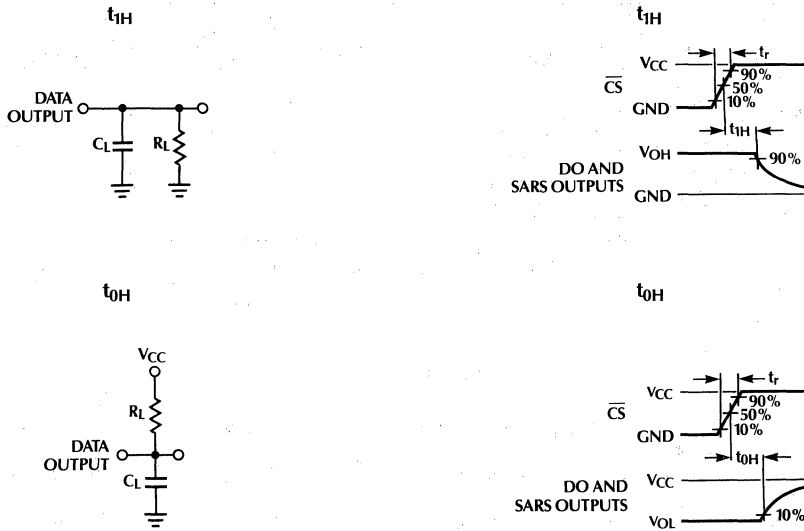 t1H
DATA
OUTPUT
CL
RL
t1H
VCC
CS
GND
tr
90%
50%
10%
t1H
VOH
DO AND
SARS OUTPUTS
GND
90%
t0H
VCC
RL
DATA
OUTPUT
CL
t0H
VCC
CS
GND
tr
90%
50%
10%
t0H
VCC
DO AND
SARS OUTPUTS
VOL
10%